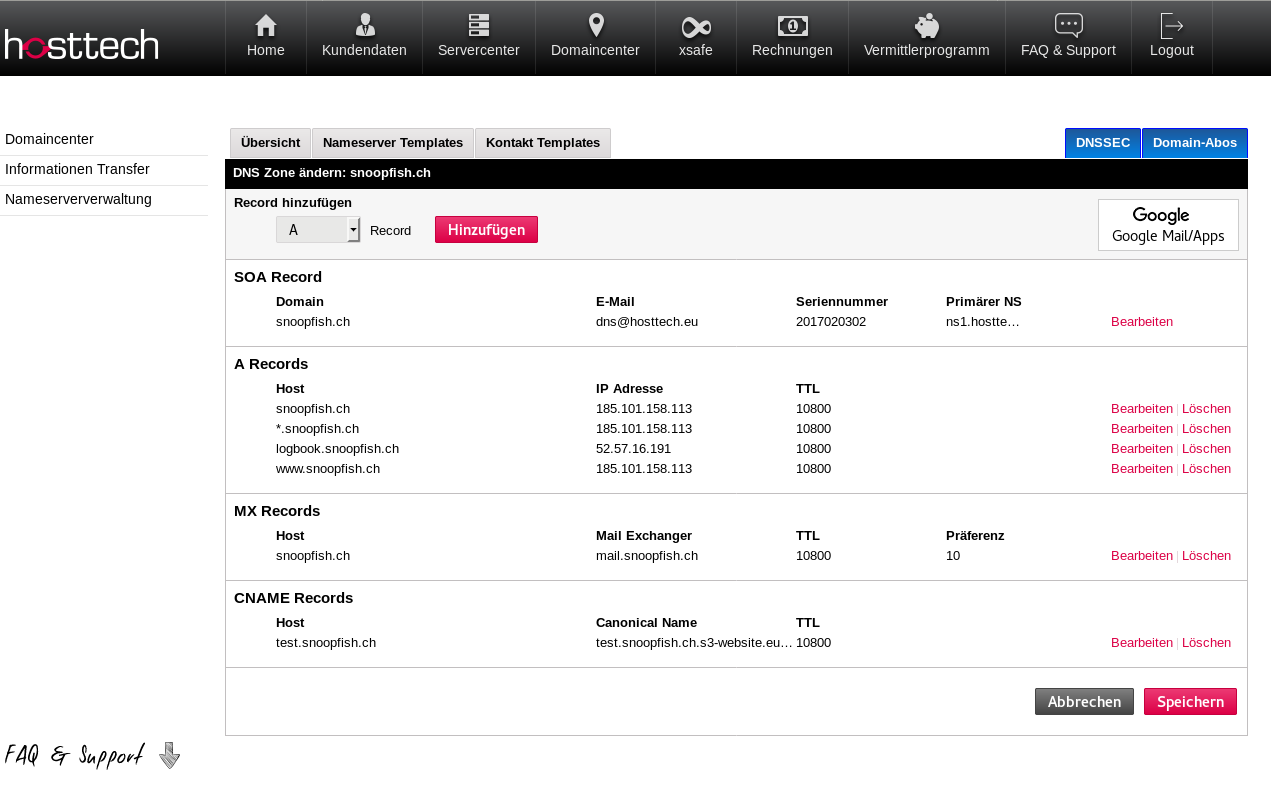 hosttech
Home Kundendaten Servercenter Domaincenter xsafe Rechnungen Vermittlerprogramm FAQ & Support Logout
Domaincenter
Informationen Transfer
Nameserververwaltung
Übersicht Nameserver Templates Kontakt Templates DNSSEC Domain-Abos
DNS Zone ändern: snoopfish.ch
Record hinzufügen
A Record Hinzufügen
Google
Google Mail/Apps
SOA Record
Domain E-Mail Seriennummer Primärer NS
snoopfish.ch dns@hosttech.eu 2017020302 ns1.hostte… Bearbeiten
A Records
Host IP Adresse TTL
snoopfish.ch 185.101.158.113 10800 Bearbeiten | Löschen
*.snoopfish.ch 185.101.158.113 10800 Bearbeiten | Löschen
logbook.snoopfish.ch 52.57.16.191 10800 Bearbeiten | Löschen
www.snoopfish.ch 185.101.158.113 10800 Bearbeiten | Löschen
MX Records
Host Mail Exchanger TTL Präferenz
snoopfish.ch mail.snoopfish.ch 10800 10 Bearbeiten | Löschen
CNAME Records
Host Canonical Name TTL
test.snoopfish.ch test.snoopfish.ch.s3-website.eu… 10800 Bearbeiten | Löschen
Abbrechen Speichern
FAQ & Support